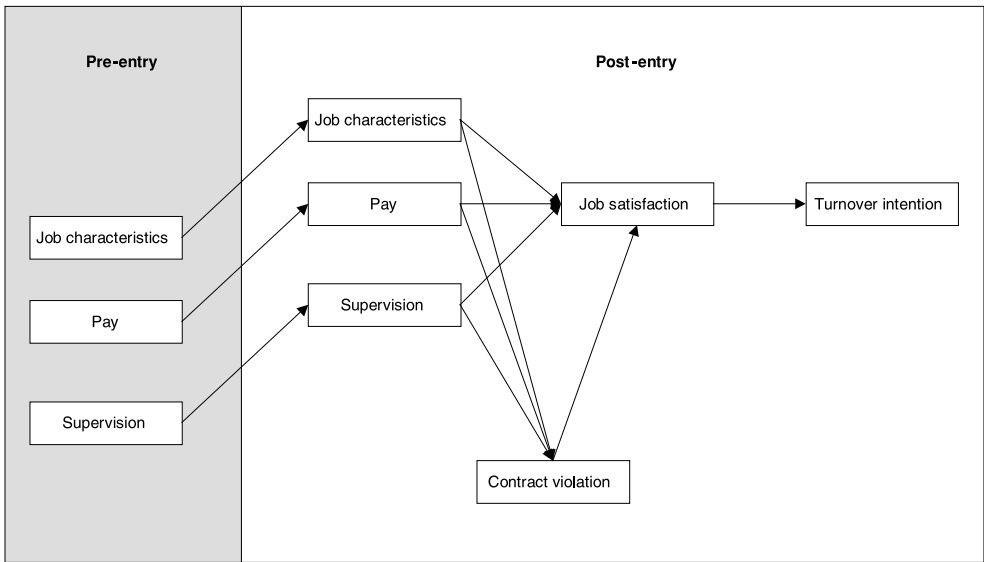 Pre-entry
Post-entry
Job characteristics
Pay
Supervision
Job characteristics
Pay
Supervision
Job satisfaction
Turnover intention
Contract violation